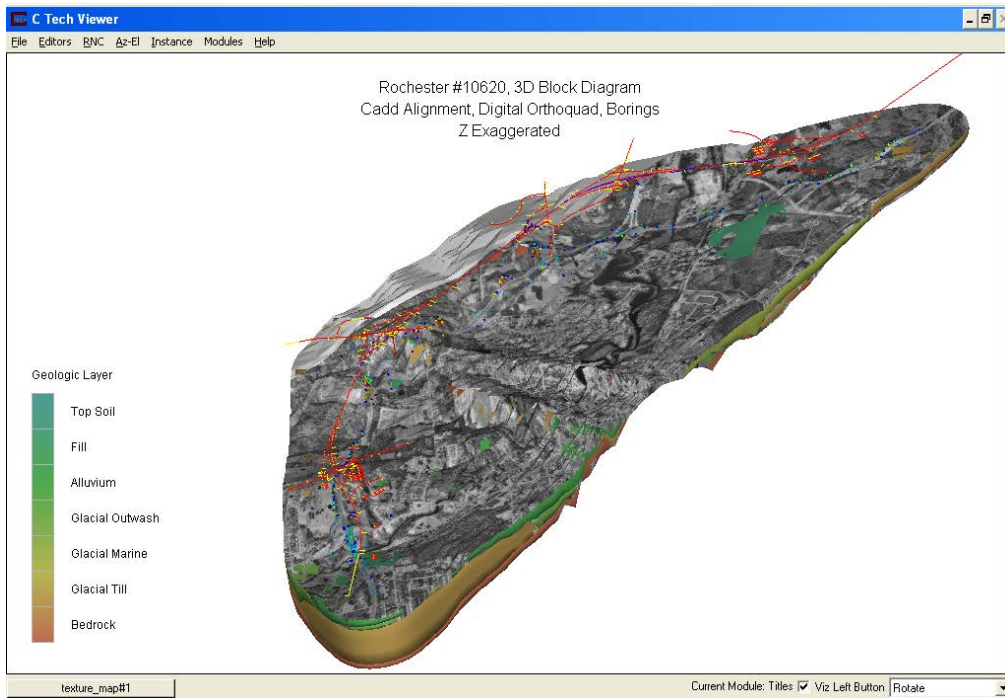 C Tech Viewer
File Editors RNC Az-El Instance Modules Help
Rochester #10620, 3D Block Diagram
Cadd Alignment, Digital Orthoquad, Borings
Z Exaggerated
Geologic Layer
Top Soil
Fill
Alluvium
Glacial Outwash
Glacial Marine
Glacial Till
Bedrock
texture_map#1
Current Module: Titles Viz Left Button Rotate